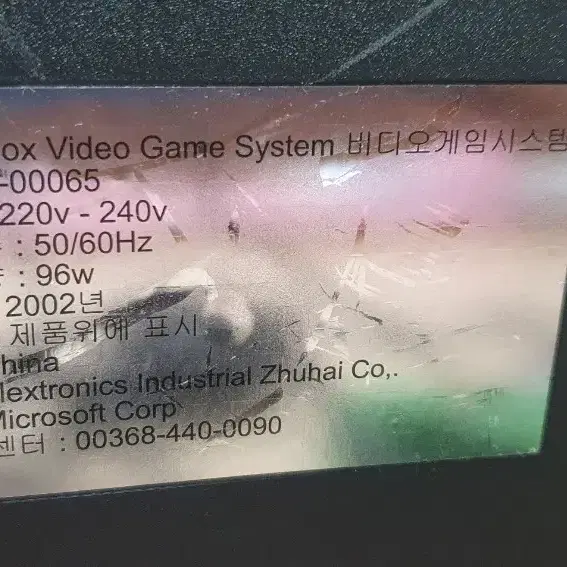 ox Video Game System 비디오게임시스템
-00065
220v - 240v
: 50/60Hz
: 96w
2002년
제품위에 표시
hina
lextronics Industrial Zhuhai Co,.
Microsoft Corp
센터 : 00368-440-0090